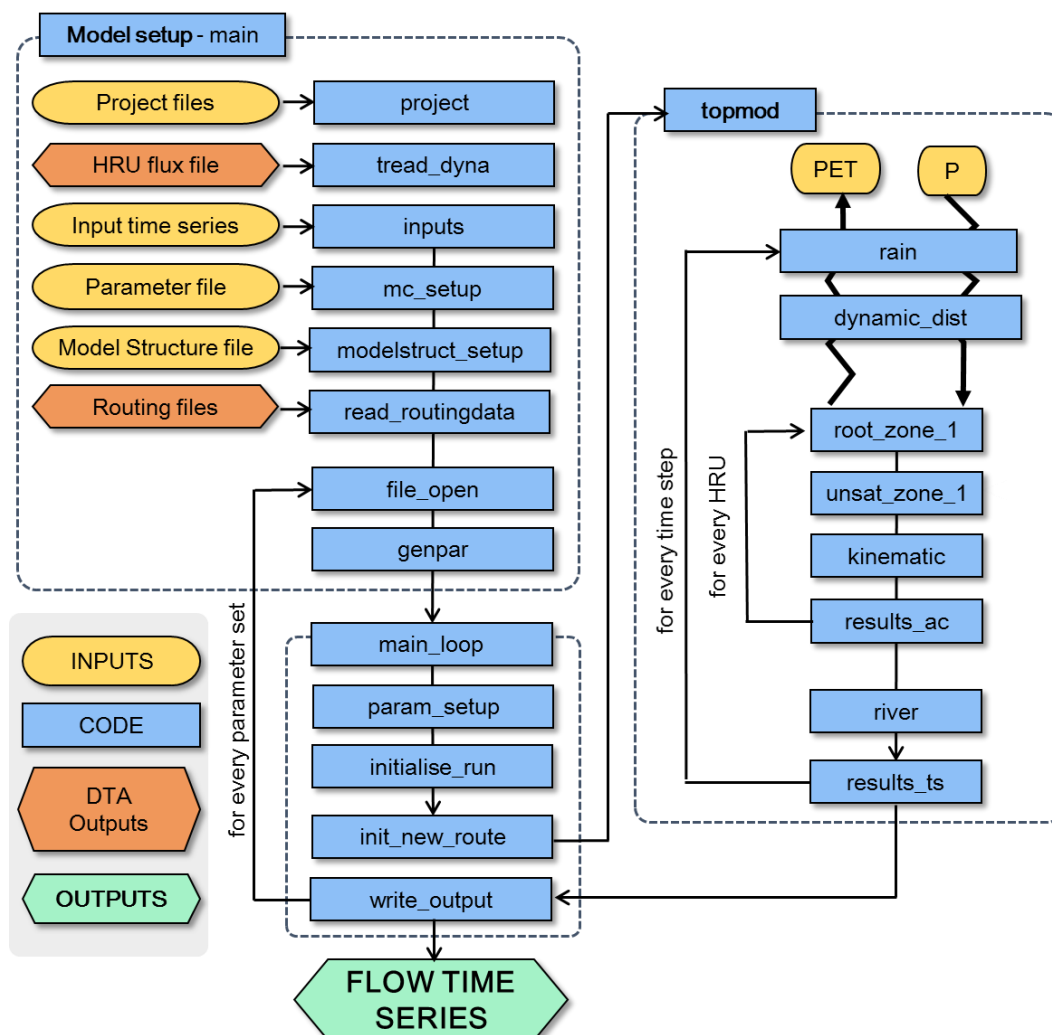 Model setup - main
Project files
project
HRU flux file
tread_dyna
Input time series
inputs
Parameter file
mc_setup
Model Structure file
modelstruct_setup
Routing files
read_routingdata
file_open
genpar
for every parameter set
main_loop
param_setup
initialise_run
init_new_route
write_output
FLOW TIME
SERIES
INPUTS
CODE
DTA
Outputs
OUTPUTS
topmod
PET
P
rain
dynamic_dist
for every time step
for every HRU
root_zone_1
unsat_zone_1
kinematic
results_ac
river
results_ts